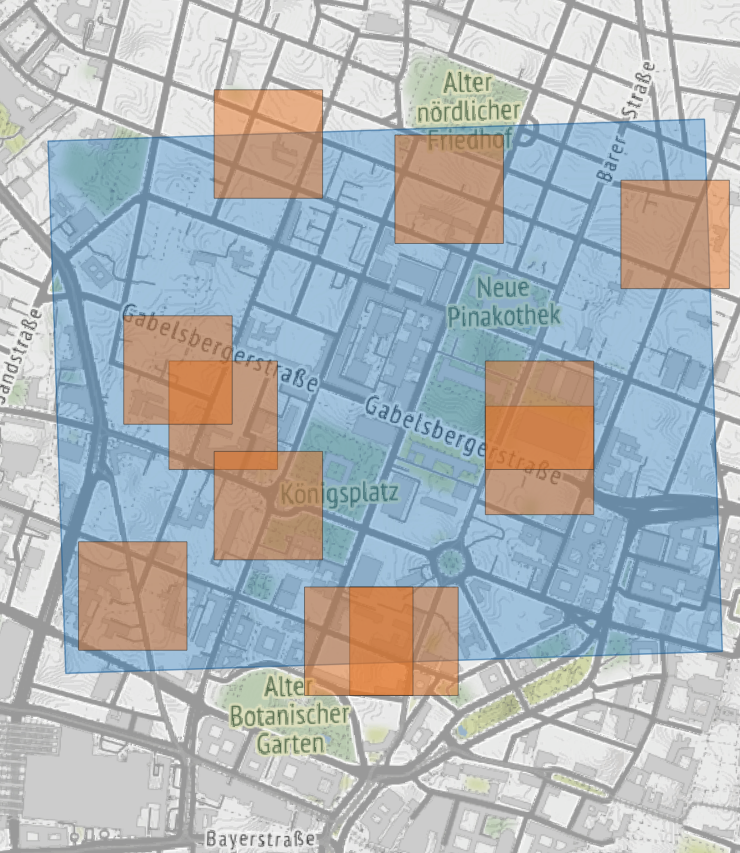 Alter
nördlicher
Friedhof
Barer Straße
Neue
Pinakothek
Gabelsbergerstraße
Sandstraße
Gabelsbergerstraße
Königsplatz
Alter
Botanischer
Garten
Bayerstraße